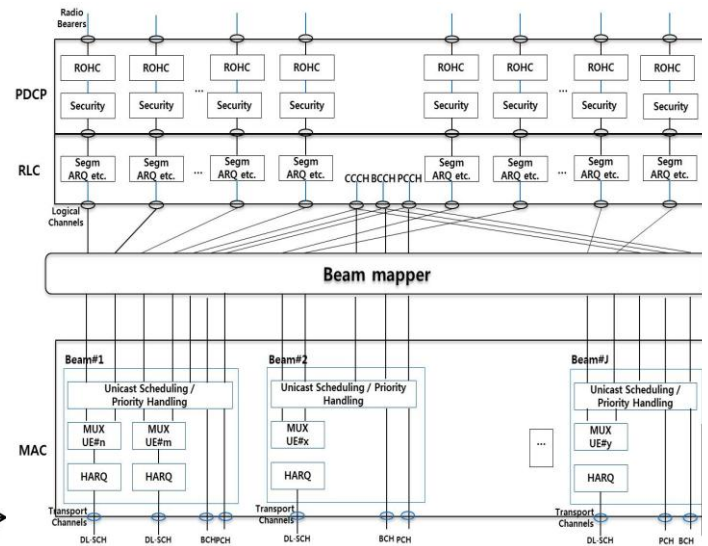 Radio
Bearers
ROHC ROHC ROHC ROHC ROHC ROHC ROHC ROHC
PDCP
Security Security ... Security Security Security Security ... Security Security
RLC
Segm
ARQ etc.
Segm
ARQ etc.
...
Segm
ARQ etc.
Segm
ARQ etc.
CCCH BCCH PCCH
Segm
ARQ etc.
Segm
ARQ etc.
...
Segm
ARQ etc.
Segm
ARQ etc.
Logical
Channels
Beam mapper
MAC
Beam#1
Unicast Scheduling /
Priority Handling
MUX
UE#n
MUX
UE#m
HARQ HARQ
Transport
Channels
DL-SCH DL-SCH BCH PCH
Beam#2
Unicast Scheduling / Priority
Handling
MUX
UE#x
HARQ
Transport
Channels
DL-SCH BCH PCH
...
Beam#J
Unicast Scheduling /
Priority Handling
MUX
UE#y
HARQ
Transport
Channels
DL-SCH PCH BCH